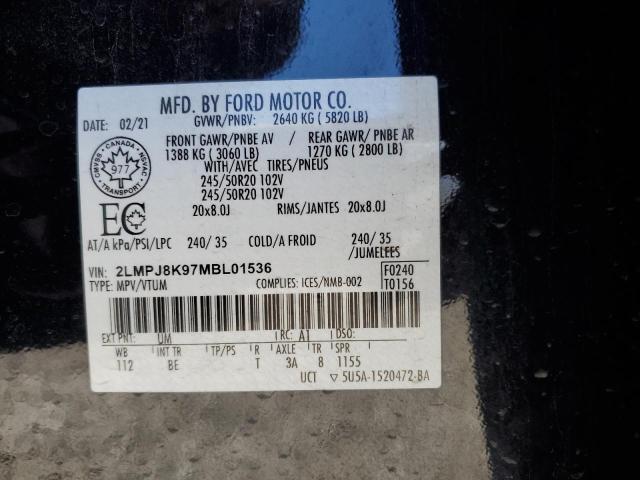 MFD. BY FORD MOTOR CO.
DATE: 02/21 GVWR/PNBV: 2640 KG ( 5820 LB)
FRONT GAWR/PNBE AV / REAR GAWR/ PNBE AR
1388 KG ( 3060 LB) 1270 KG ( 2800 LB)
WITH/AVEC TIRES/PNEUS
245/50R20 102V
245/50R20 102V
20x8.0J RIMS/JANTES 20x8.0J
CANADA
977
TRANSPORT
EC
AT/A kPa/PSI/LPC 240/ 35 COLD/A FROID 240/ 35
/JUMELEES
VIN: 2LMPJ8K97MBL01536 F0240
TYPE: MPV/VTUM COMPLIES: ICES/NMB-002 T0156
EXT PNT: UM RC: AT DSO:
WB INT TR TP/PS R AXLE TR SPR
112 BE T 3A 8 1155
UCT ▽ 5U5A-1520472-BA